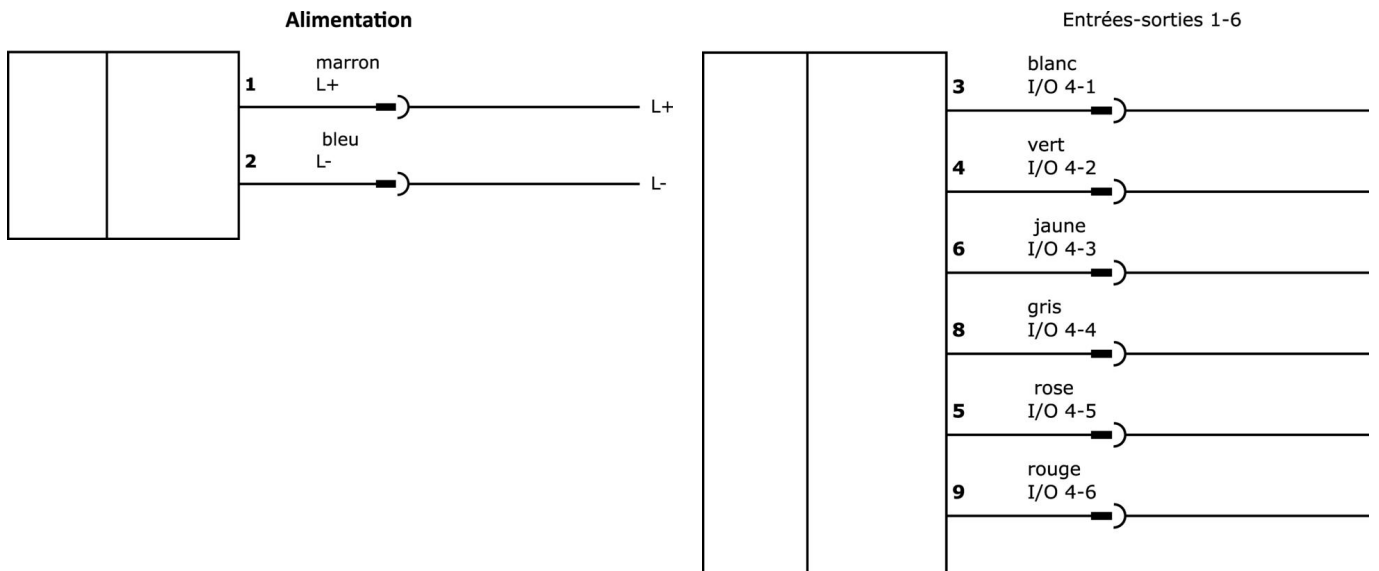 Alimentation
marron
1 L+
L+
bleu
2 L-
L-
Entrées-sorties 1-6
blanc
3 I/O 4-1
vert
4 I/O 4-2
jaune
6 I/O 4-3
gris
8 I/O 4-4
rose
5 I/O 4-5
rouge
9 I/O 4-6